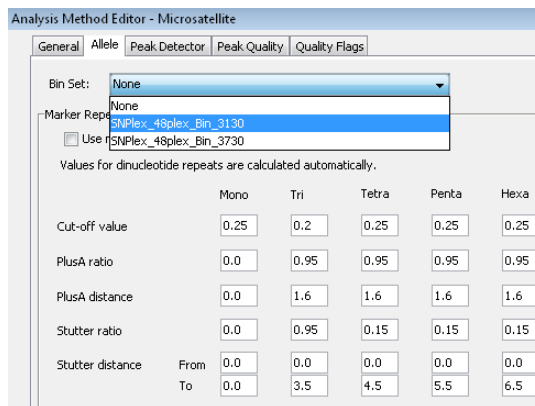 Analysis Method Editor - Microsatellite
General Allele Peak Detector Peak Quality Quality Flags
Bin Set: None
None
Marker Repe
SNPlex_48plex_Bin_3130
Use r
SNPlex_48plex_Bin_3730
Values for dinucleotide repeats are calculated automatically.
Mono Tri Tetra Penta Hexa
Cut-off value 0.25 0.2 0.25 0.25 0.25
PlusA ratio 0.0 0.95 0.95 0.95 0.95
PlusA distance 0.0 1.6 1.6 1.6 1.6
Stutter ratio 0.0 0.95 0.15 0.15 0.15
Stutter distance From 0.0 0.0 0.0 0.0 0.0
To 0.0 3.5 4.5 5.5 6.5